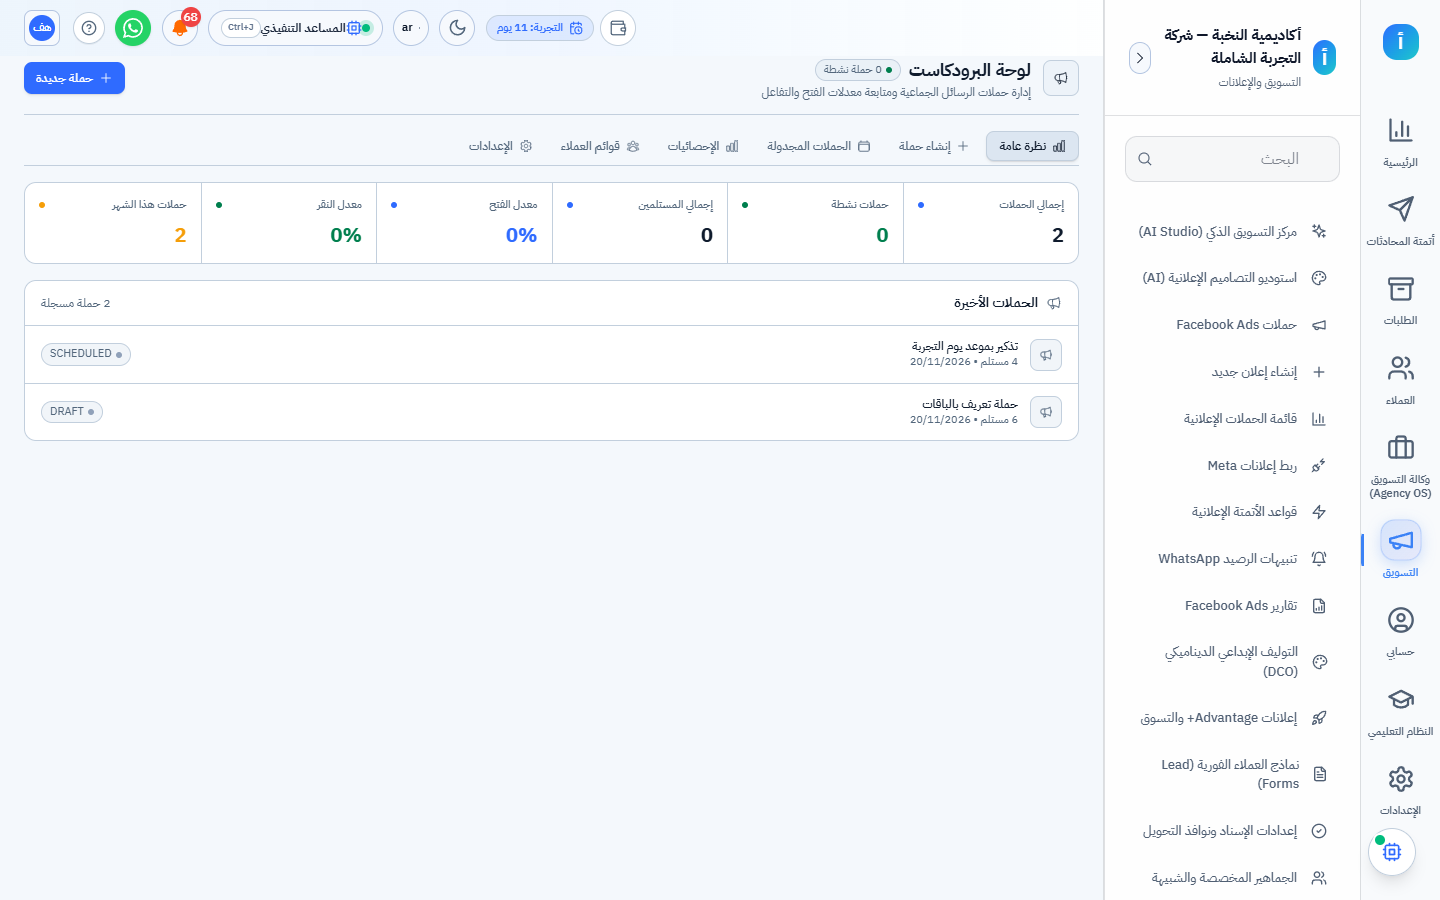 أ
الرئيسية
أتمتة المحادثات
الطلبات
العملاء
وكالة التسويق
(Agency OS)
التسويق
حسابي
النظام التعليمي
الإعدادات
أ
أكاديمية النخبة — شركة
التجربة الشاملة
التسويق والإعلانات
البحث
مركز التسويق الذكي (AI Studio)
استوديو التصاميم الإعلانية (AI)
حملات Facebook Ads
إنشاء إعلان جديد
قائمة الحملات الإعلانية
ربط إعلانات Meta
قواعد الأتمتة الإعلانية
تنبيهات الرصيد WhatsApp
تقارير Facebook Ads
التوليف الإبداعي الديناميكي
(DCO)
إعلانات Advantage+ والتسوق
نماذج العملاء الفورية (Lead
Forms)
إعدادات الإسناد ونوافذ التحويل
الجماهير المخصصة والشبيهة
التجربة: 11 يوم
ar
المساعد التنفيذي Ctrl+J
68
هف
لوحة البرودكاست
0 حملة نشطة
إدارة حملات الرسائل الجماعية ومتابعة معدلات الفتح والتفاعل
حملة جديدة
نظرة عامة
إنشاء حملة
الحملات المجدولة
الإحصائيات
قوائم العملاء
الإعدادات
إجمالي الحملات
2
حملات نشطة
0
إجمالي المستلمين
0
معدل الفتح
0%
معدل النقر
0%
حملات هذا الشهر
2
الحملات الأخيرة
2 حملة مسجلة
تذكير بموعد يوم التجربة
4 مستلم • 20/11/2026
SCHEDULED
حملة تعريف بالباقات
6 مستلم • 20/11/2026
DRAFT